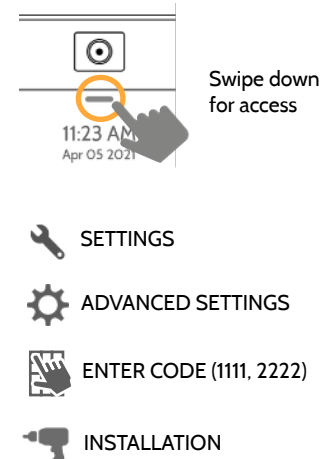 Swipe down
for access
11:23 AM
Apr 05 2021
SETTINGS
ADVANCED SETTINGS
ENTER CODE (1111, 2222)
INSTALLATION